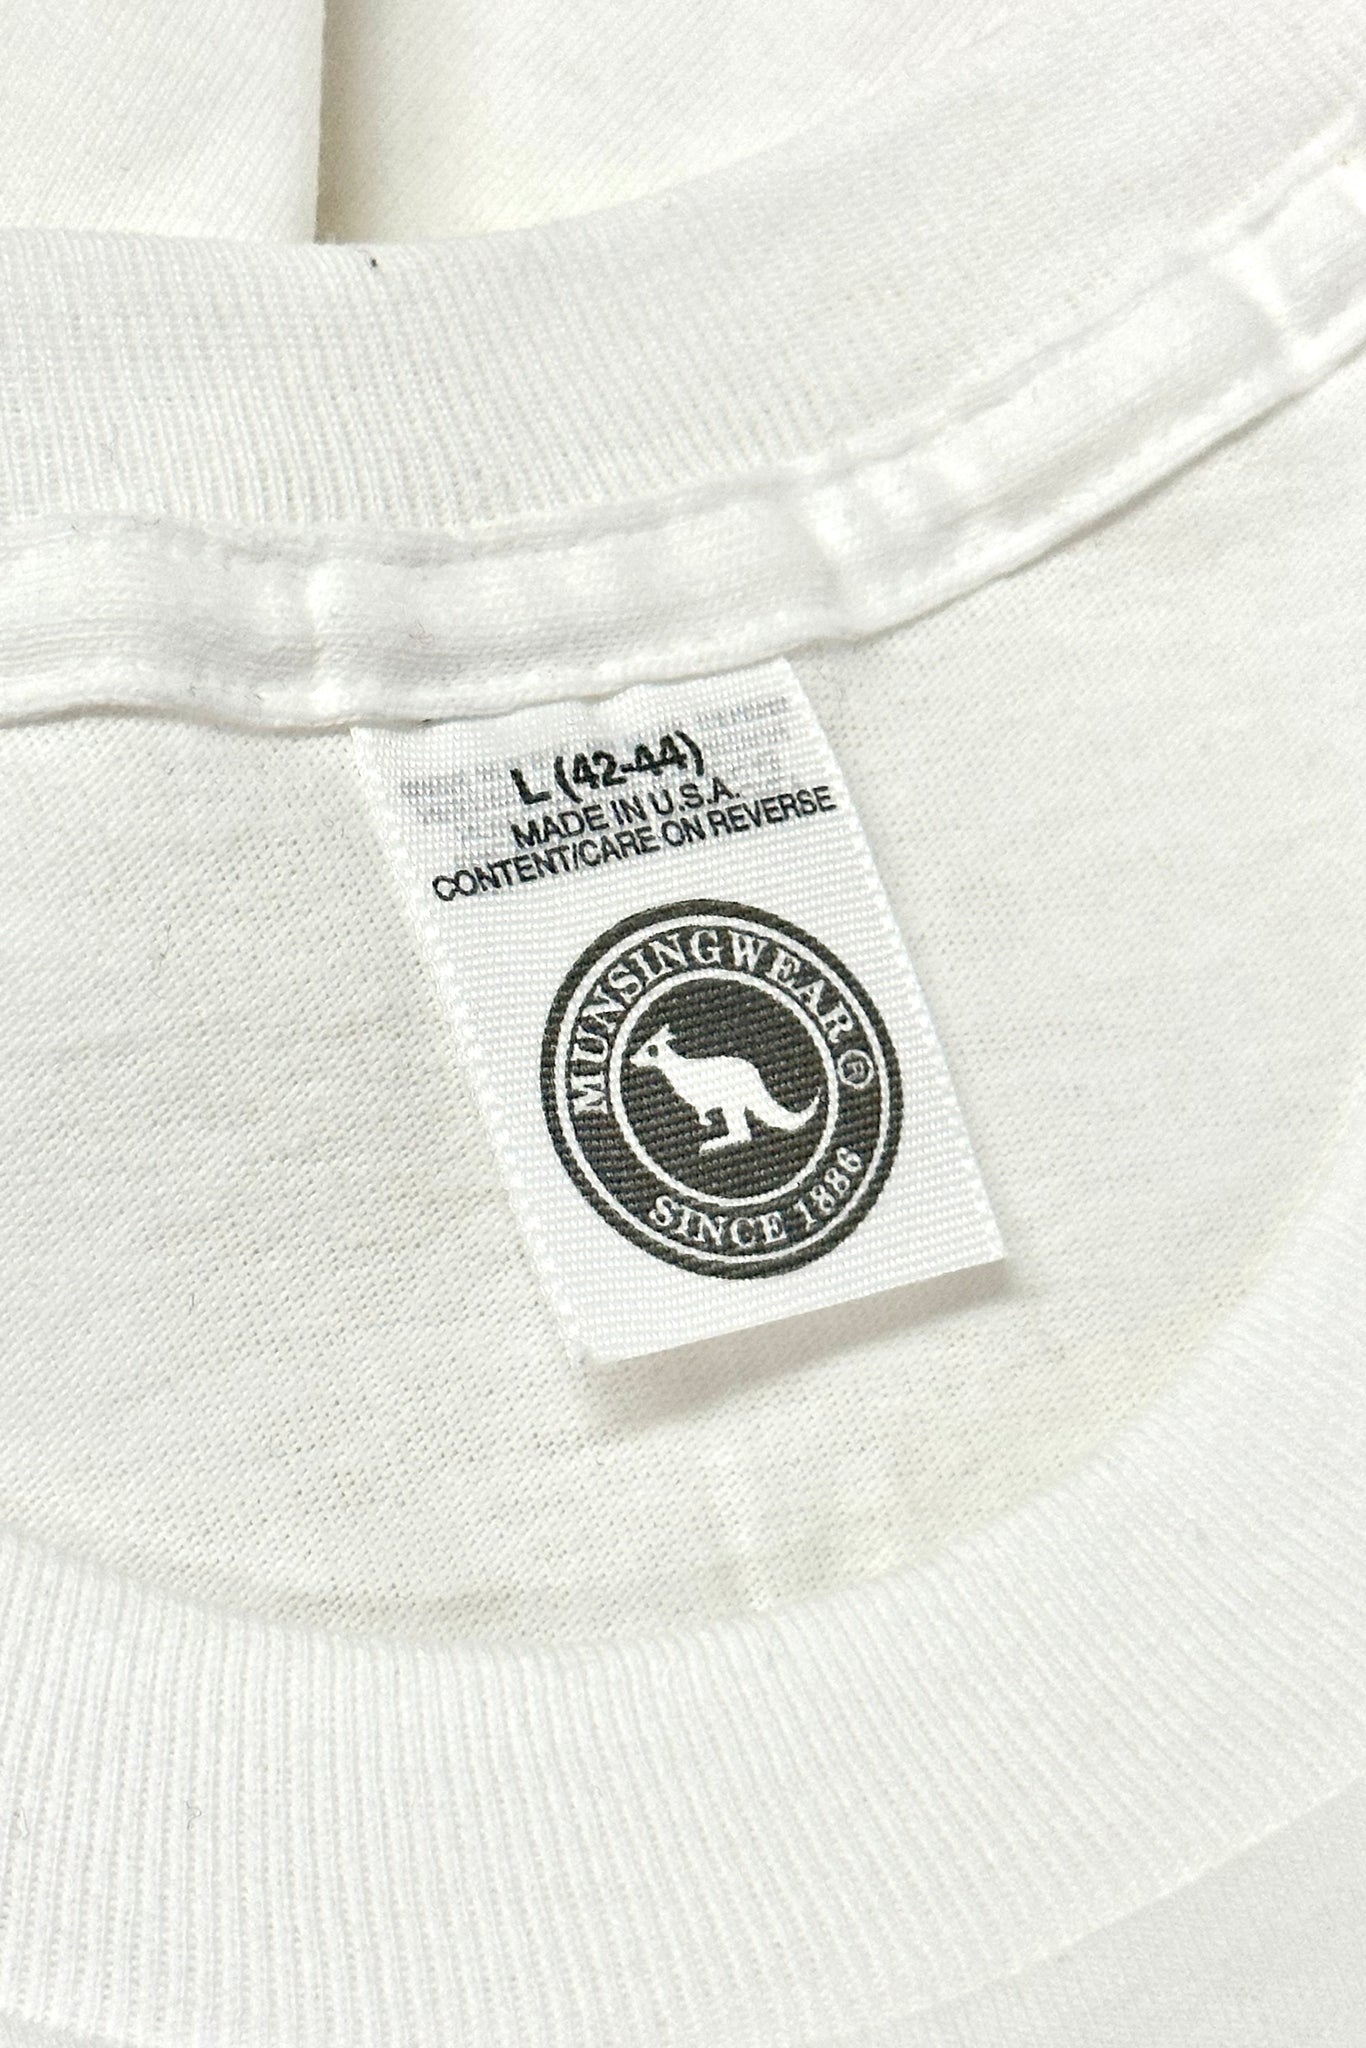 L (42-44)
MADE IN U.S.A.
CONTENT/CARE ON REVERSE
MUNSINGWEAR®
SINCE 1886